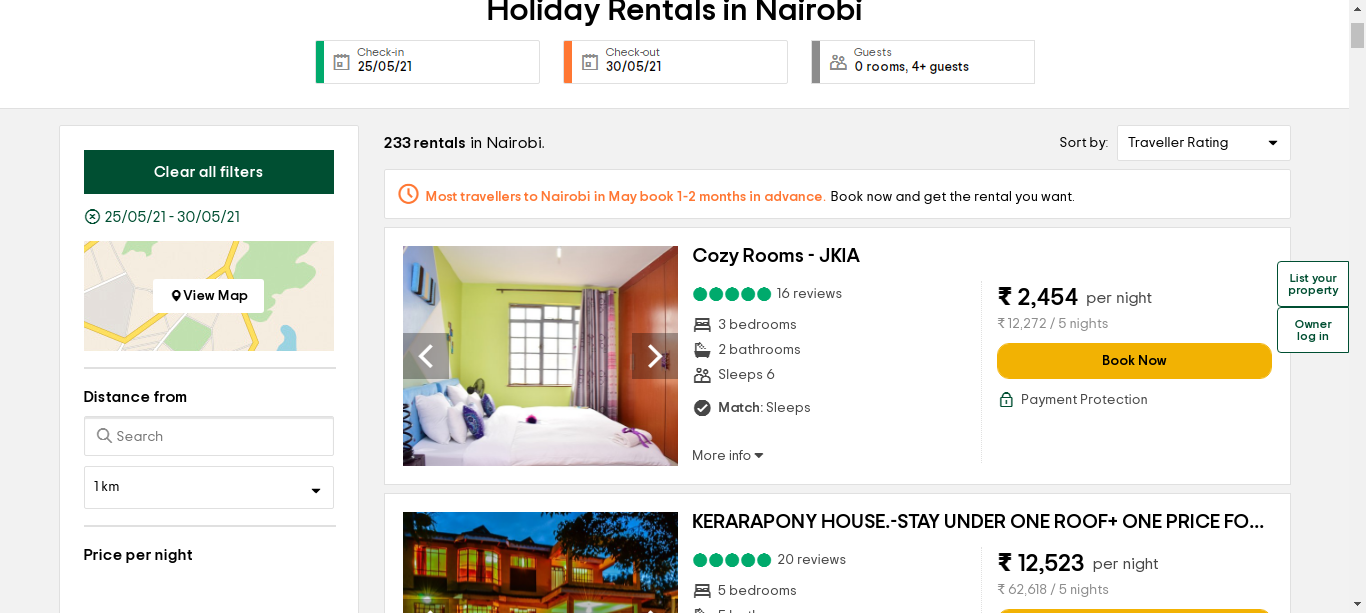 Holiday Rentals in Nairobi
Check-in
25/05/21
Check-out
30/05/21
Guests
0 rooms, 4+ guests
Clear all filters
25/05/21 - 30/05/21
View Map
Distance from
Search
1 km
Price per night
233 rentals in Nairobi.
Sort by: Traveller Rating
Most travellers to Nairobi in May book 1-2 months in advance. Book now and get the rental you want.
Cozy Rooms - JKIA
16 reviews
3 bedrooms
2 bathrooms
Sleeps 6
Match: Sleeps
More info
₹ 2,454 per night
₹ 12,272 / 5 nights
Book Now
Payment Protection
List your
property
Owner
log in
KERARAPONY HOUSE.-STAY UNDER ONE ROOF+ ONE PRICE FO...
20 reviews
5 bedrooms
₹ 12,523 per night
₹ 62,618 / 5 nights